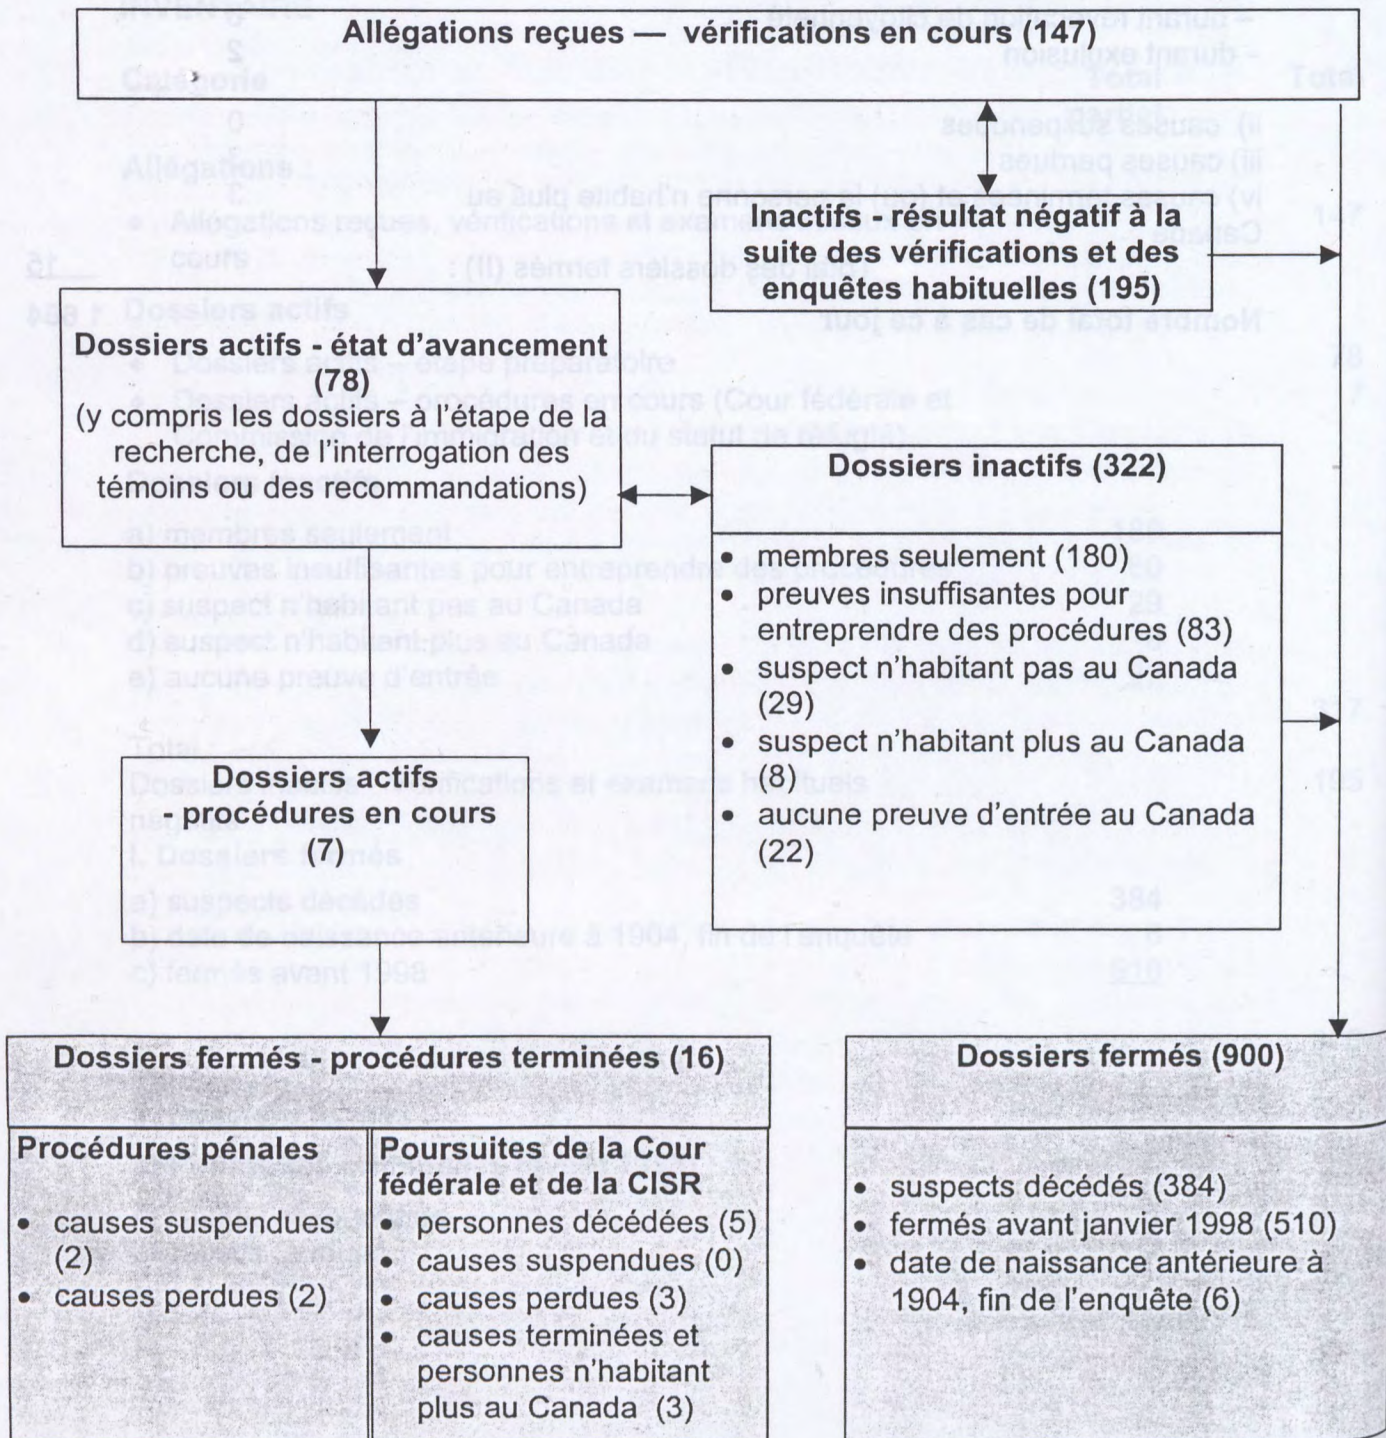 Allégations reçues — vérifications en cours (147)
Inactifs - résultat négatif à la
suite des vérifications et des
enquêtes habituelles (195)
Dossiers actifs - état d'avancement
(78)
(y compris les dossiers à l'étape de la
recherche, de l'interrogation des
témoins ou des recommandations)
Dossiers inactifs (322)
• membres seulement (180)
• preuves insuffisantes pour
entreprendre des procédures (83)
• suspect n'habitant pas au Canada
(29)
• suspect n'habitant plus au Canada
(8)
• aucune preuve d'entrée au Canada
(22)
Dossiers actifs
- procédures en cours
(7)
Dossiers fermés - procédures terminées (16)
Procédures pénales
• causes suspendues
(2)
• causes perdues (2)
Poursuites de la Cour
fédérale et de la CISR
• personnes décédées (5)
• causes suspendues (0)
• causes perdues (3)
• causes terminées et
personnes n'habitant
plus au Canada (3)
Dossiers fermés (900)
• suspects décédés (384)
• fermés avant janvier 1998 (510)
• date de naissance antérieure à
1904, fin de l'enquête (6)